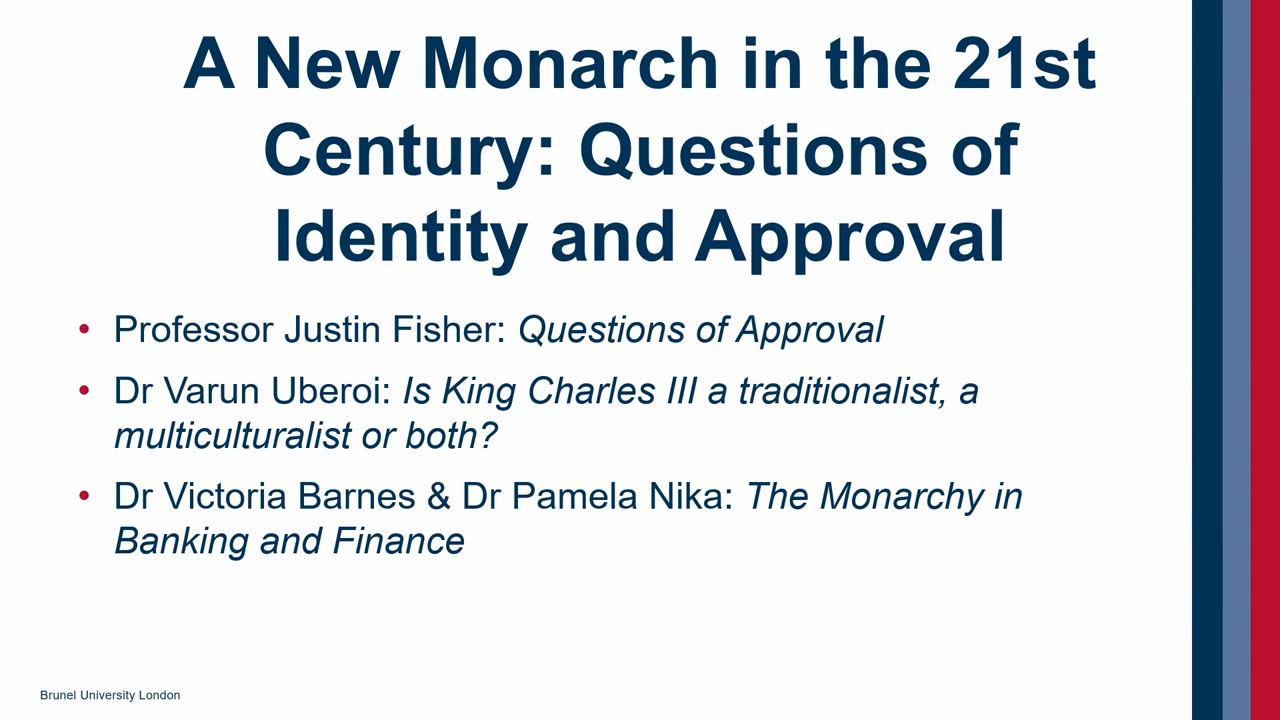 A New Monarch in the 21st
Century: Questions of
Identity and Approval
• Professor Justin Fisher: Questions of Approval
• Dr Varun Uberoi: Is King Charles III a traditionalist, a
multiculturalist or both?
• Dr Victoria Barnes & Dr Pamela Nika: The Monarchy in
Banking and Finance
Brunel University London